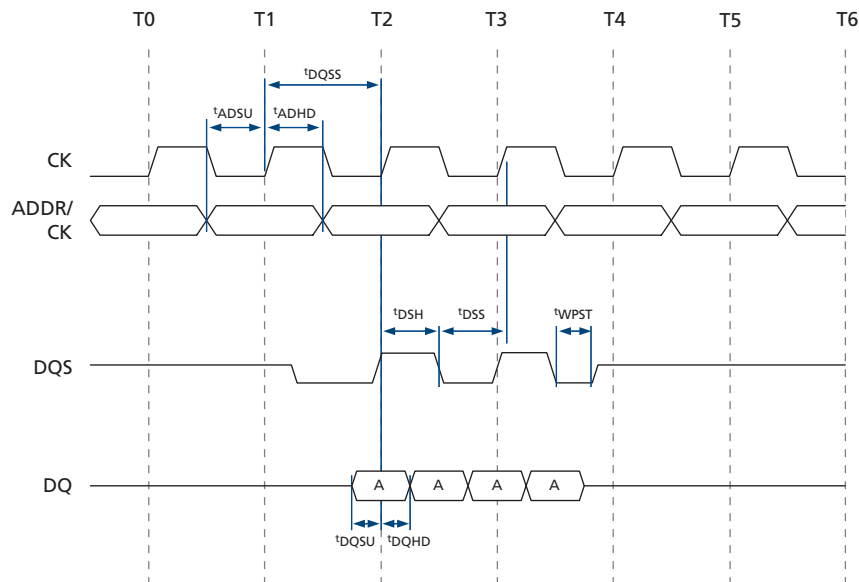 T0 T1 T2 T3 T4 T5 T6
tDQSS
tADSU tADHD
CK
ADDR/
CK
tDSH tDSS tWPST
DQS
DQ A A A A
tDQSU tDQHD